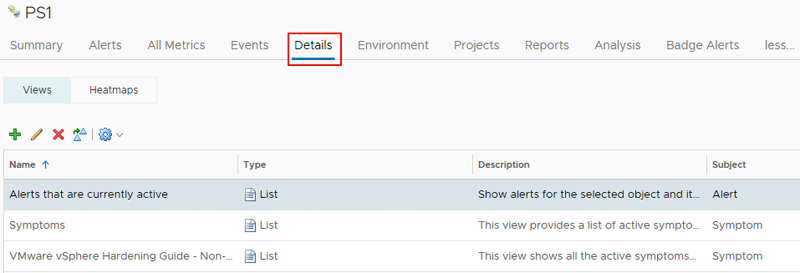 PS1
Summary Alerts All Metrics Events Details Environment Projects Reports Analysis Badge Alerts less...
Views Heatmaps
Name Type Description Subject
Alerts that are currently active List Show alerts for the selected object and it... Alert
Symptoms List This view provides a list of active sympto... Symptom
VMware vSphere Hardening Guide - Non-... List This view shows all the active symptoms... Symptom